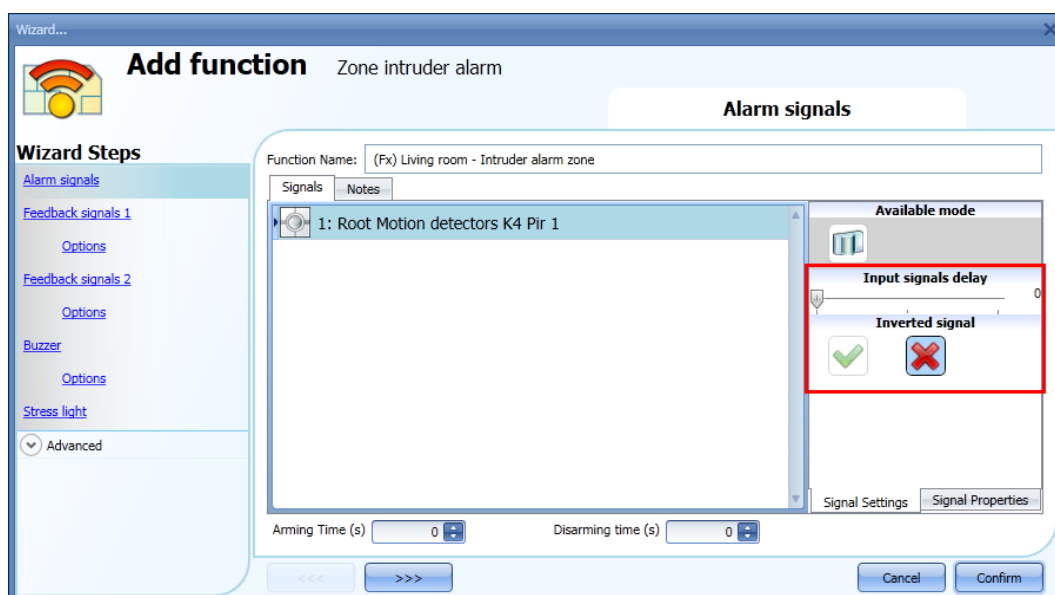 Wizard...
Add function Zone intruder alarm
Alarm signals
Wizard Steps
Alarm signals
Feedback signals 1
Options
Feedback signals 2
Options
Buzzer
Options
Stress light
Advanced
Function Name: (Fx) Living room - Intruder alarm zone
Signals Notes
1: Root Motion detectors K4 Pir 1
Available mode
Input signals delay
0
Inverted signal
Signal Settings Signal Properties
Arming Time (s) 0 Disarming time (s) 0
<<< >>> Cancel Confirm